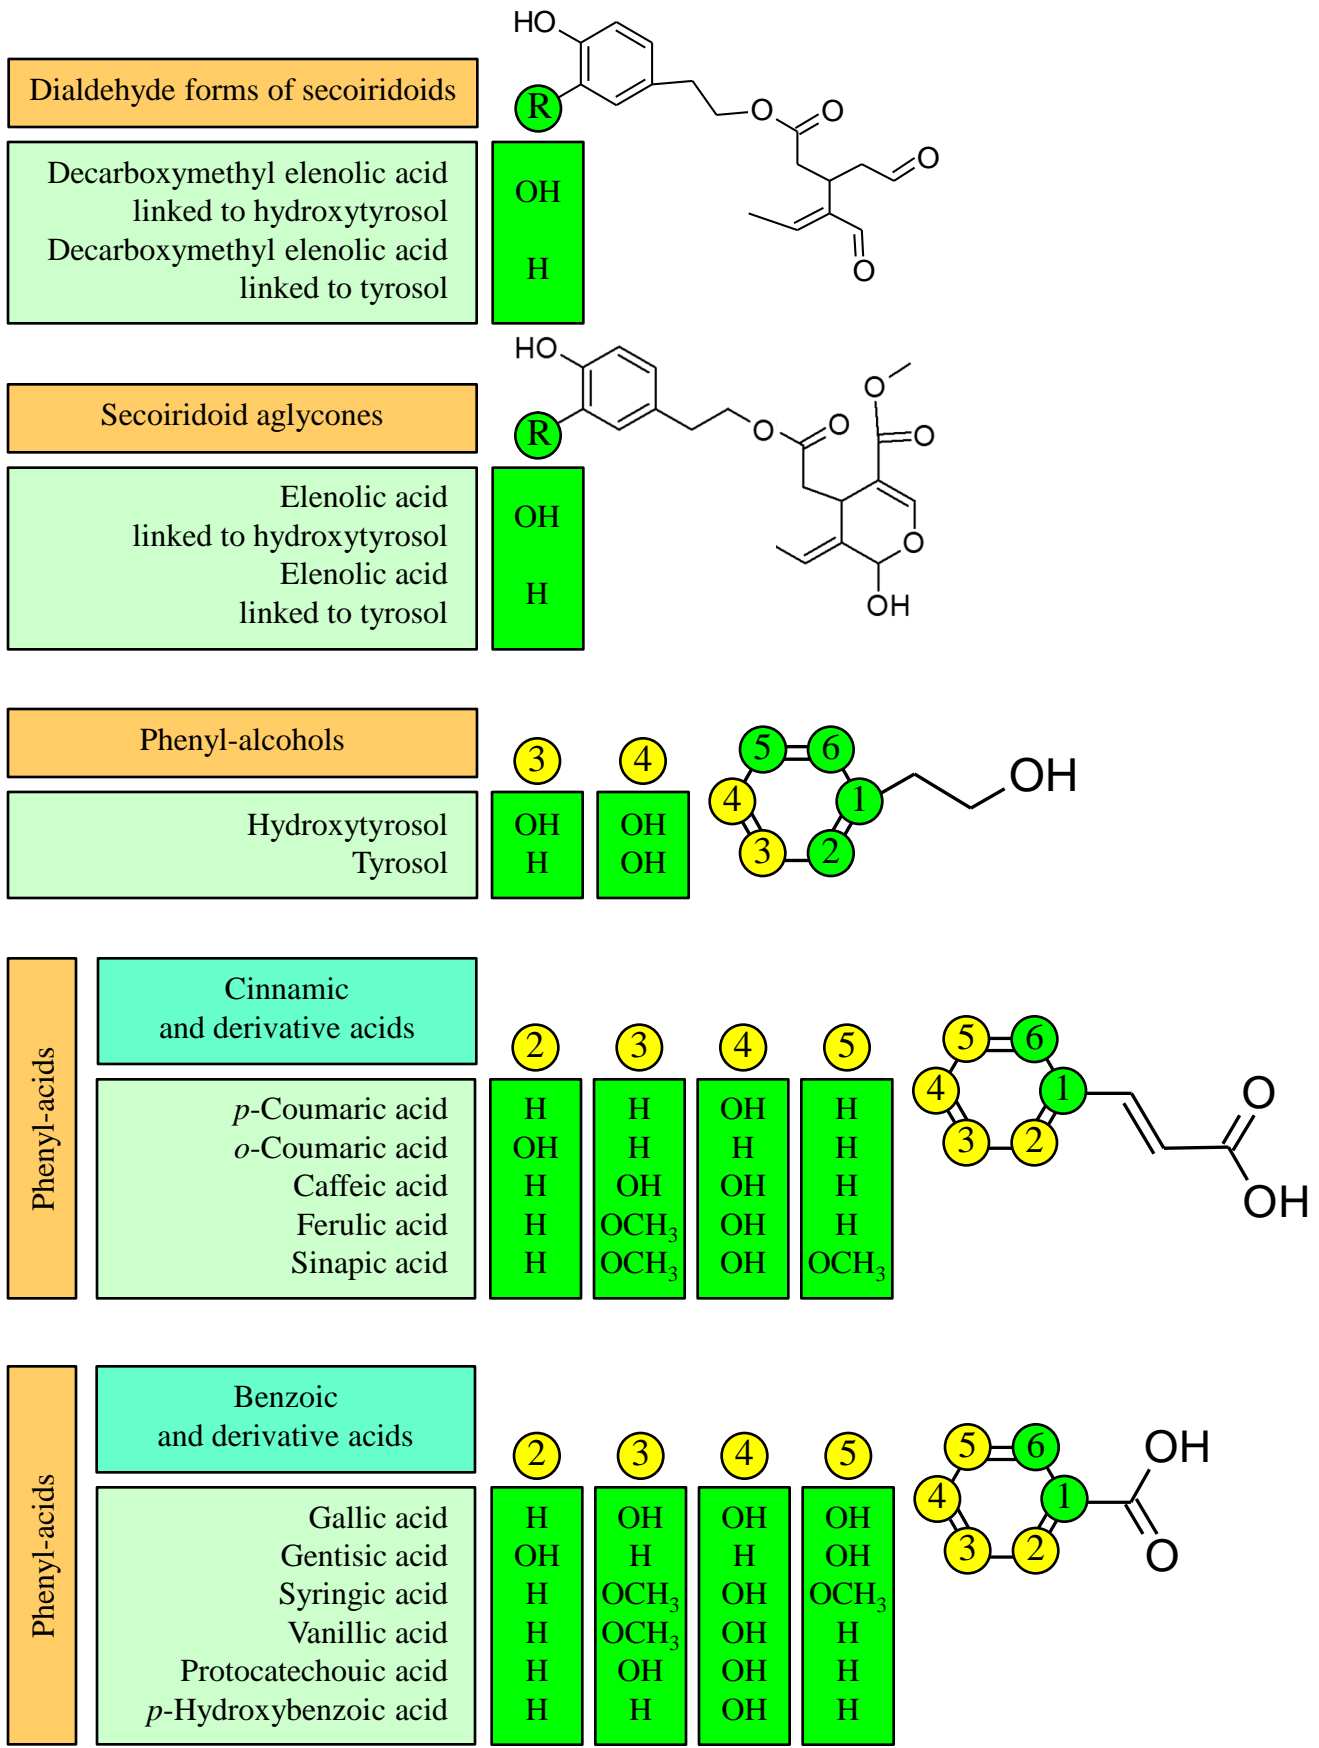 HO
Dialdehyde forms of secoiridoids
R
O
O
O
O
Decarboxymethyl elenolic acid
linked to hydroxytyrosol
OH
Decarboxymethyl elenolic acid
linked to tyrosol
H
HO
Secoiridoid aglycones
R
O
O
O
O
O
OH
Elenolic acid
linked to hydroxytyrosol
OH
Elenolic acid
linked to tyrosol
H
Phenyl-alcohols
3 4
5 6
4 1
3 2
OH
Hydroxytyrosol OH OH
Tyrosol H OH
Phenyl-acids
Cinnamic
and derivative acids
2 3 4 5
5 6
4 1
3 2
O
OH
p-Coumaric acid H H OH H
o-Coumaric acid OH H H H
Caffeic acid H OH OH H
Ferulic acid H OCH₃ OH H
Sinapic acid H OCH₃ OH OCH₃
Phenyl-acids
Benzoic
and derivative acids
2 3 4 5
5 6
4 1
3 2
OH
O
Gallic acid H OH OH OH
Gentisic acid OH H H OH
Syringic acid H OCH₃ OH OCH₃
Vanillic acid H OCH₃ OH H
Protocatechouic acid H OH OH H
p-Hydroxybenzoic acid H H OH H